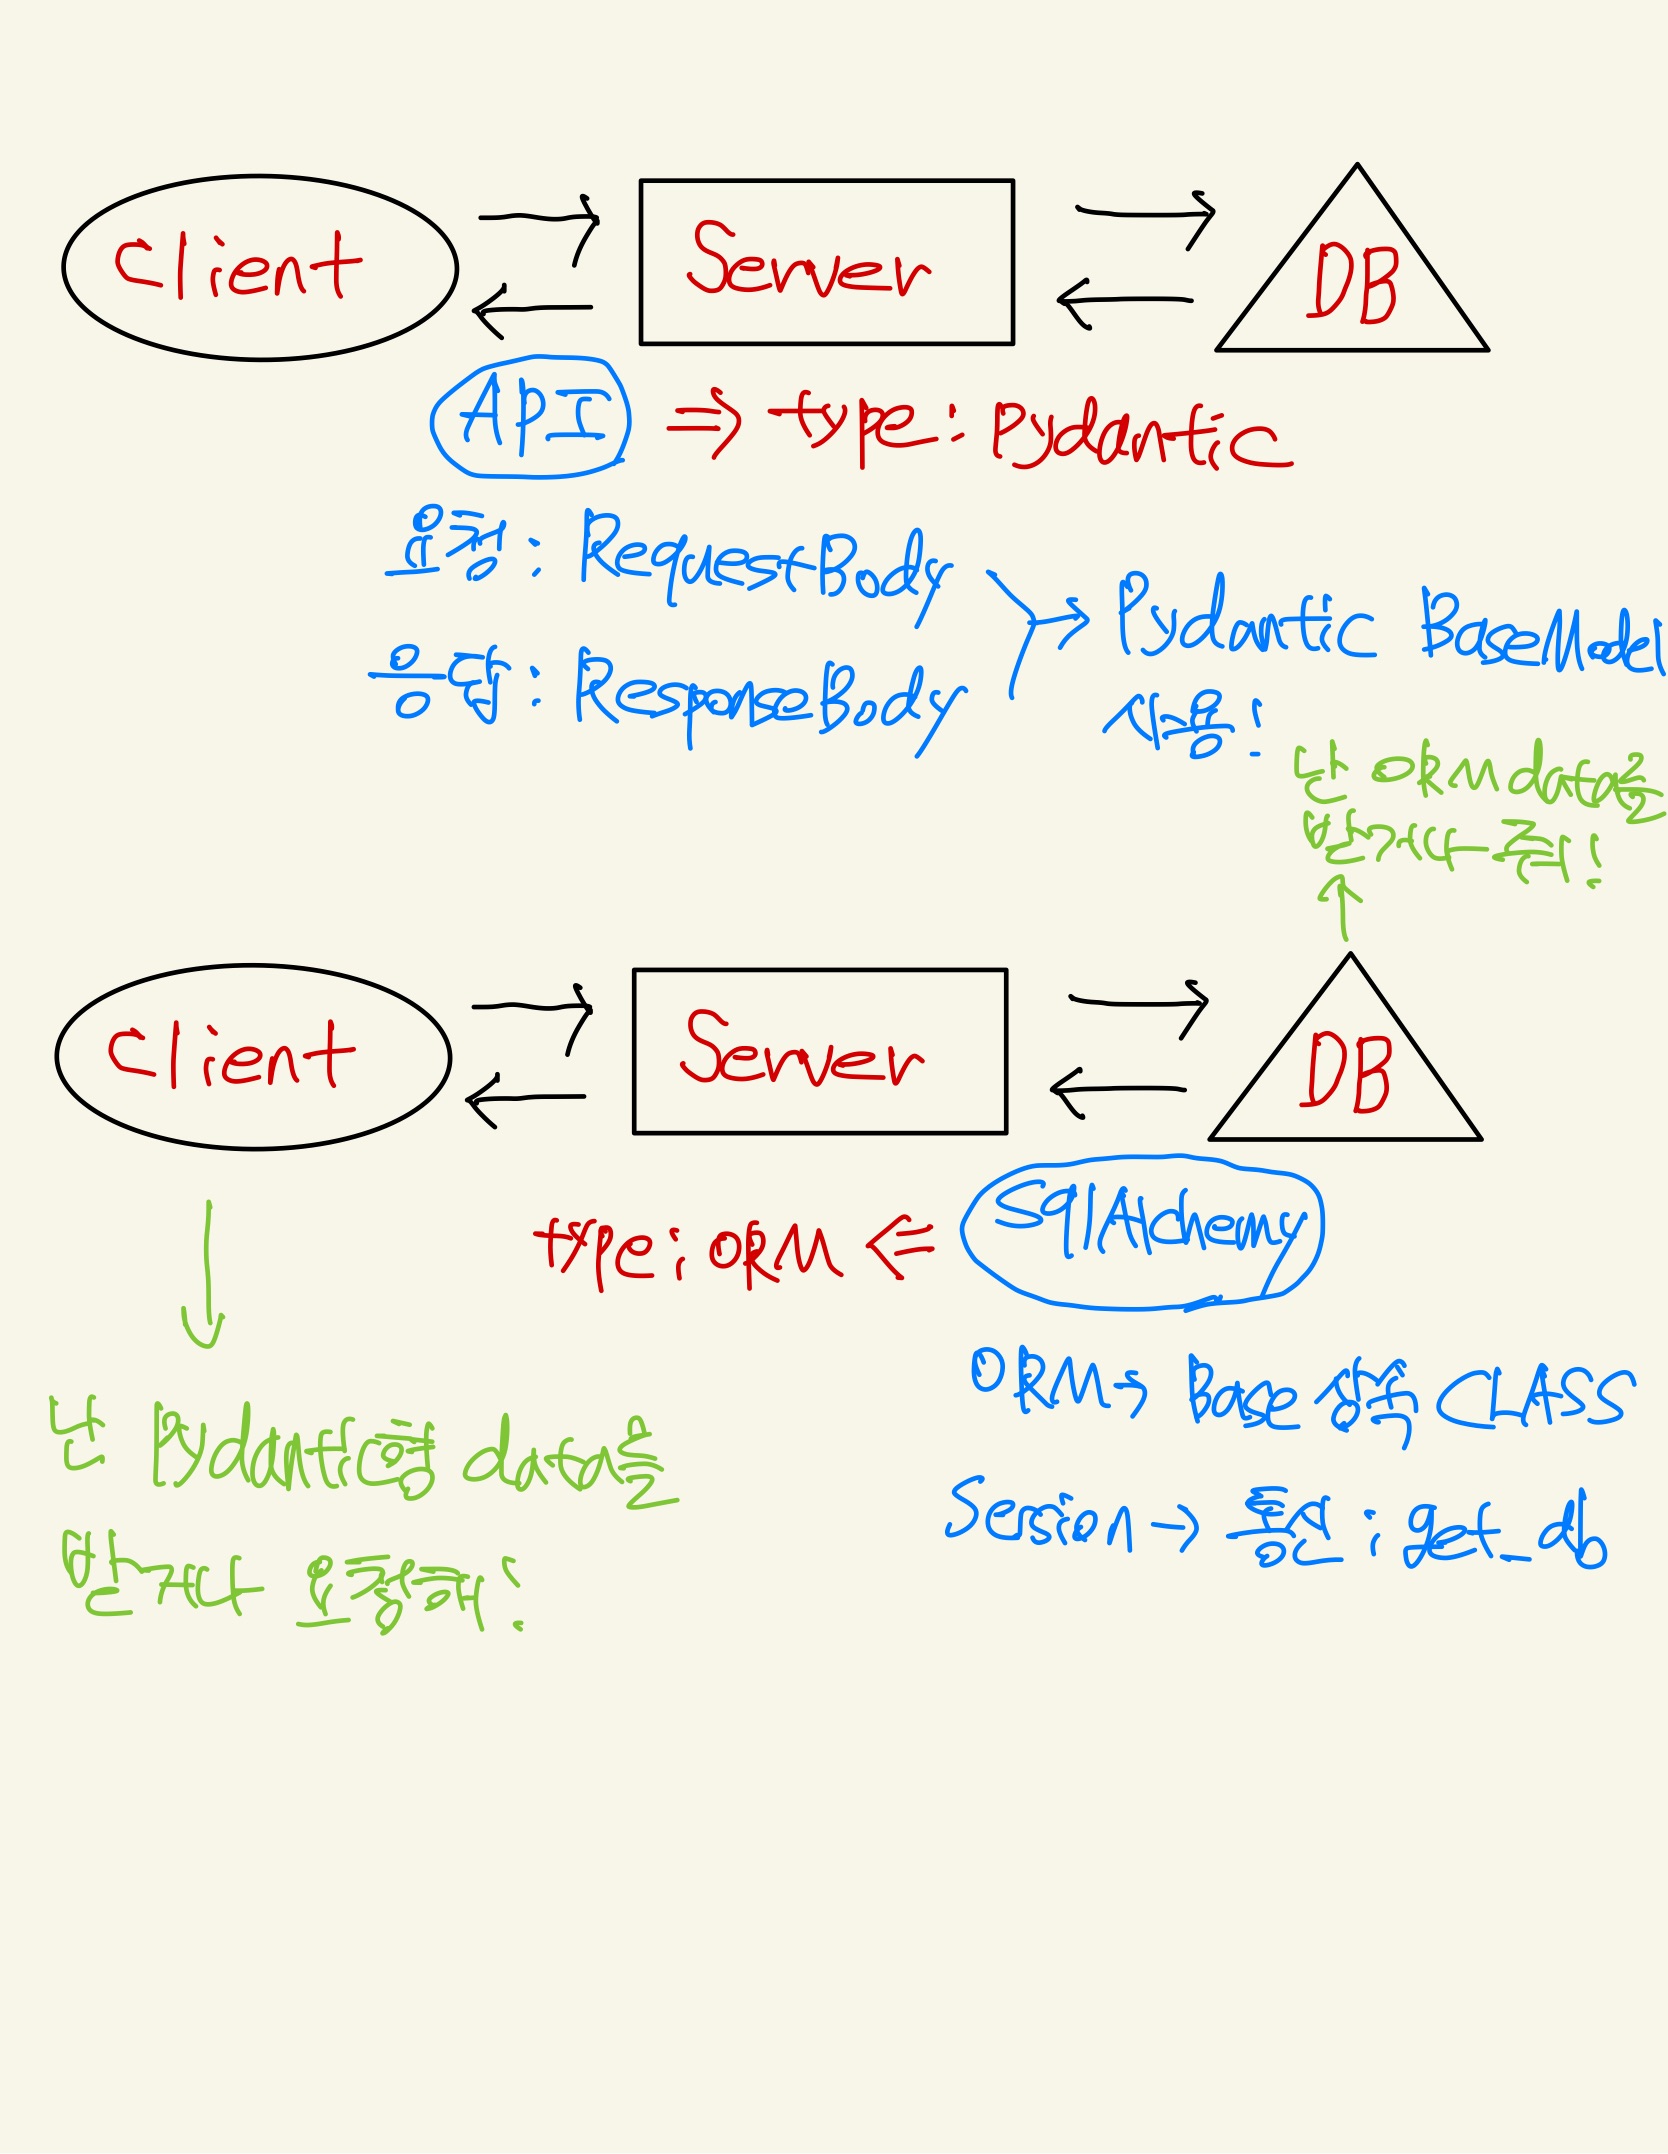 Client Server DB
API ⇒ type: Pydantic
요청: RequestBody
응답: ResponseBody
→ Pydantic BaseModel
사용!
난 ORM data를
받거나 줌!
Client Server DB
type: ORM ⇐ SqlAlchemy
ORM → Base 상속 CLASS
Session → 통신: get_db
난 Pydantic형 data를
받거나 요청해!